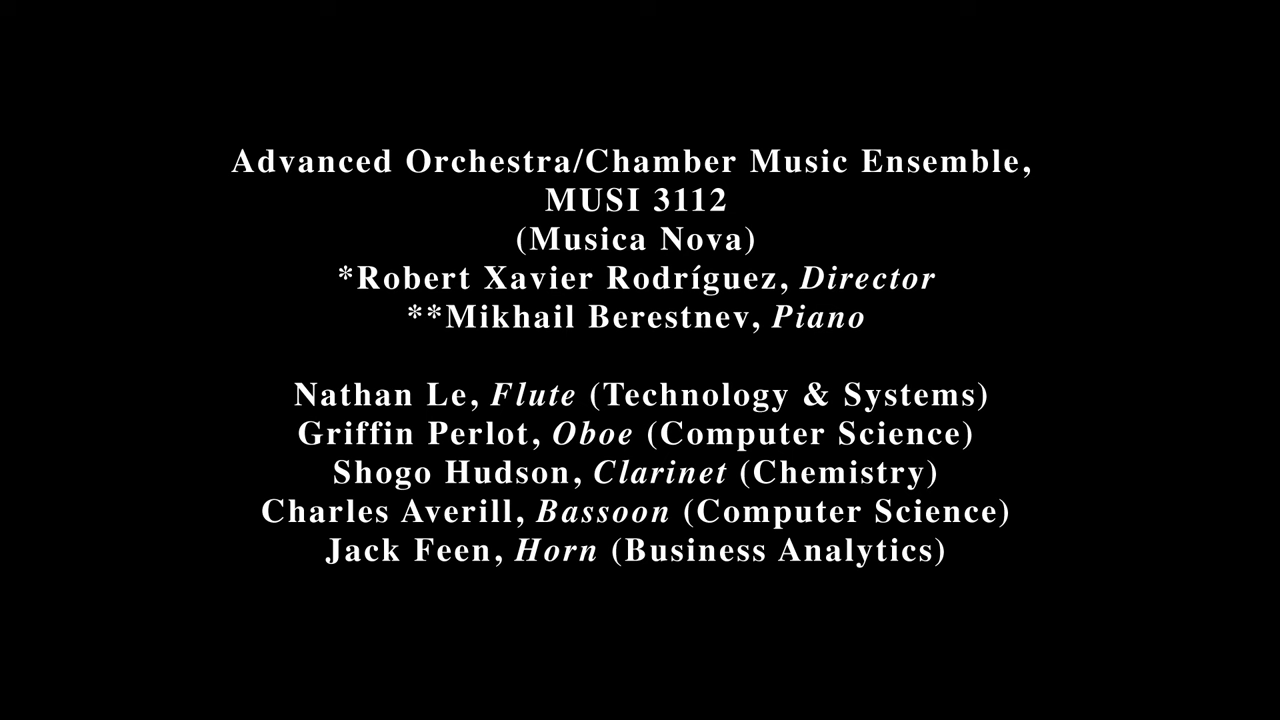 Advanced Orchestra/Chamber Music Ensemble,
MUSI 3112
(Musica Nova)
*Robert Xavier Rodríguez, Director
**Mikhail Berestnev, Piano
Nathan Le, Flute (Technology & Systems)
Griffin Perlot, Oboe (Computer Science)
Shogo Hudson, Clarinet (Chemistry)
Charles Averill, Bassoon (Computer Science)
Jack Feen, Horn (Business Analytics)